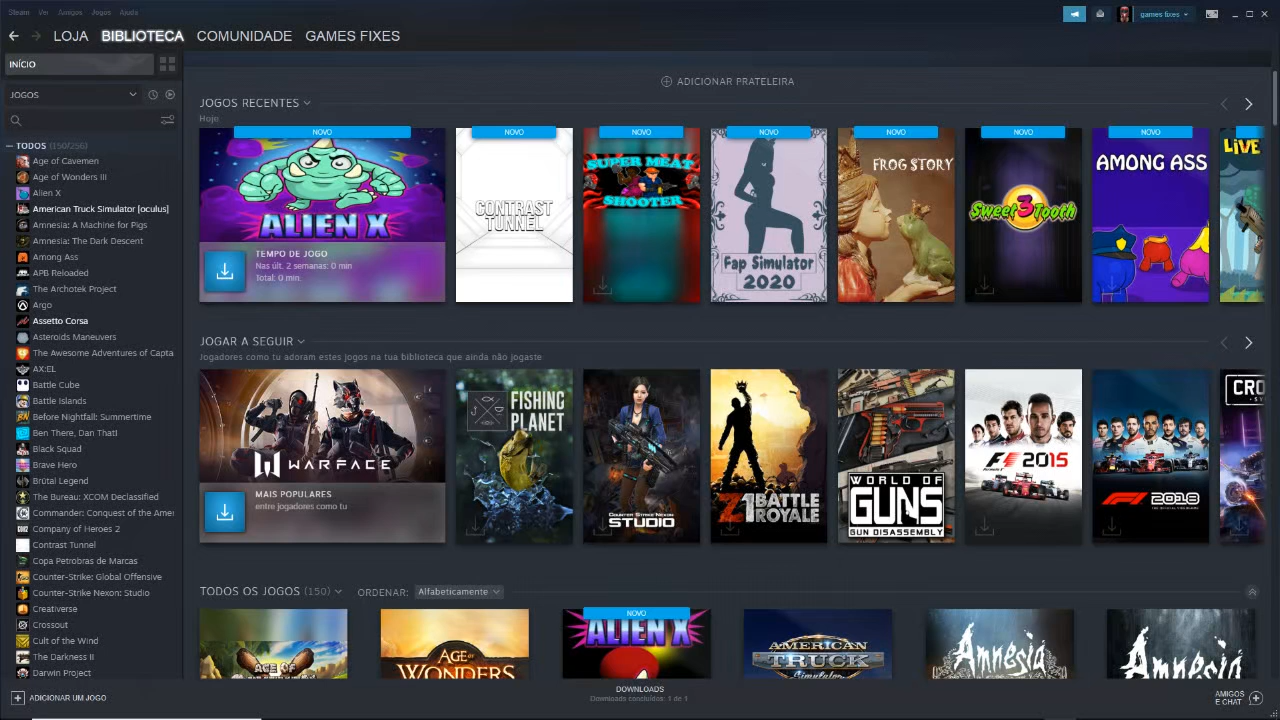 Steam Ver Amigos Jogos Ajuda
games fixes
LOJA BIBLIOTECA COMUNIDADE GAMES FIXES
INÍCIO
JOGOS
TODOS (150/256)
Age of Cavemen
Age of Wonders III
Alien X
American Truck Simulator [oculus]
Amnesia: A Machine for Pigs
Amnesia: The Dark Descent
Among Ass
APB Reloaded
The Archotek Project
Argo
Assetto Corsa
Asteroids Maneuvers
The Awesome Adventures of Capta
AX:EL
Battle Cube
Battle Islands
Before Nightfall: Summertime
Ben There, Dan That!
Black Squad
Brave Hero
Brütal Legend
The Bureau: XCOM Declassified
Commander: Conquest of the Amer
Company of Heroes 2
Contrast Tunnel
Copa Petrobras de Marcas
Counter-Strike: Global Offensive
Counter-Strike Nexon: Studio
Creativerse
Crossout
Cult of the Wind
The Darkness II
Darwin Project
ADICIONAR UM JOGO
ADICIONAR PRATELEIRA
JOGOS RECENTES
Hoje
NOVO
ALIEN X
TEMPO DE JOGO
Nas últ. 2 semanas: 0 min
Total: 0 min.
NOVO
CONTRAST
TUNNEL
NOVO
SUPER MEAT
SHOOTER
NOVO
Fap Simulator
2020
NOVO
FROG STORY
NOVO
Sweet 3 Tooth
NOVO
AMONG ASS
LIVE
JOGAR A SEGUIR
Jogadores como tu adoram estes jogos na tua biblioteca que ainda não jogaste
WARFACE
MAIS POPULARES
entre jogadores como tu
FISHING
PLANET
COUNTER-STRIKE NEXON
STUDIO
Z1 BATTLE
ROYALE
WORLD OF
GUNS
GUN DISASSEMBLY
F1 2015
F1 2018
CRO
TODOS OS JOGOS (150)
ORDENAR: Alfabeticamente
AGE OF
AGE OF
WONDERS
NOVO
ALIEN X
AMERICAN
TRUCK
Simulator
Amnesia
Amnesia
DOWNLOADS
Downloads concluídos: 1 de 1
AMIGOS
E CHAT